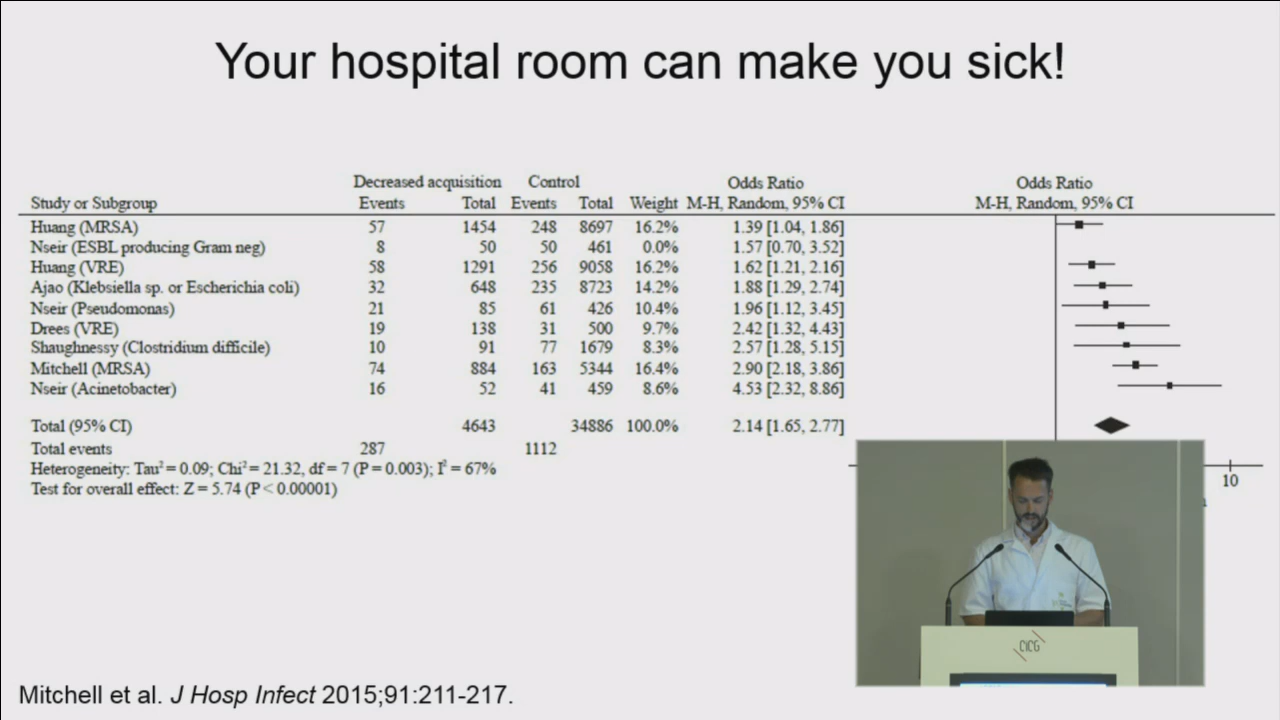 Your hospital room can make you sick!
Decreased acquisition Control Odds Ratio Odds Ratio
Study or Subgroup Events Total Events Total Weight M-H, Random, 95% CI M-H, Random, 95% CI
Huang (MRSA) 57 1454 248 8697 16.2% 1.39 [1.04, 1.86]
Nseir (ESBL producing Gram neg) 8 50 50 461 0.0% 1.57 [0.70, 3.52]
Huang (VRE) 58 1291 256 9058 16.2% 1.62 [1.21, 2.16]
Ajao (Klebsiella sp. or Escherichia coli) 32 648 235 8723 14.2% 1.88 [1.29, 2.74]
Nseir (Pseudomonas) 21 85 61 426 10.4% 1.96 [1.12, 3.45]
Drees (VRE) 19 138 31 500 9.7% 2.42 [1.32, 4.43]
Shaughnessy (Clostridium difficile) 10 91 77 1679 8.3% 2.57 [1.28, 5.15]
Mitchell (MRSA) 74 884 163 5344 16.4% 2.90 [2.18, 3.86]
Nseir (Acinetobacter) 16 52 41 459 8.6% 4.53 [2.32, 8.86]
Total (95% CI) 4643 34886 100.0% 2.14 [1.65, 2.77]
Total events 287 1112
Heterogeneity: Tau² = 0.09; Chi² = 21.32, df = 7 (P = 0.003); I² = 67%
Test for overall effect: Z = 5.74 (P < 0.00001)
10
CICG
Mitchell et al. J Hosp Infect 2015;91:211-217.